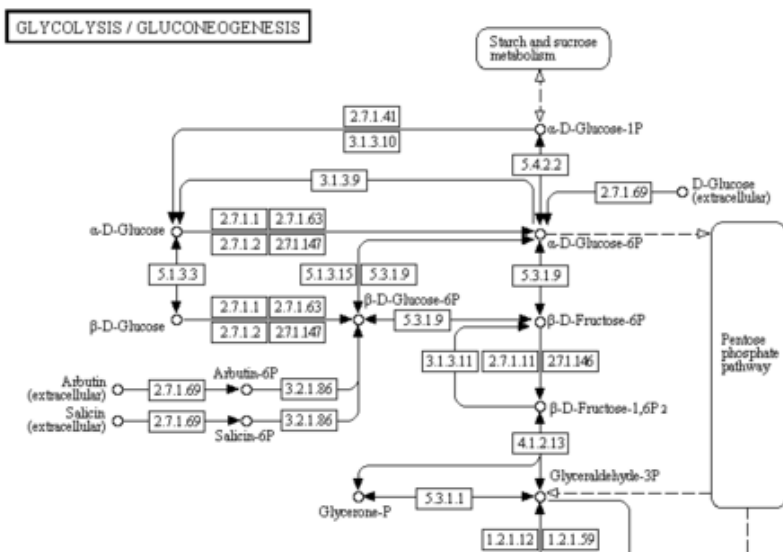 GLYCOLYSIS / GLUCONEOGENESIS
Starch and sucrose
metabolism
2.7.1.41
3.1.3.10
α-D-Glucose-1P
5.4.2.2
3.1.3.9
2.7.1.69
D-Glucose
(extracellular)
α-D-Glucose
2.7.1.1
2.7.1.63
2.7.1.2
2.7.1.147
α-D-Glucose-6P
5.1.3.3
5.1.3.15
5.3.1.9
5.3.1.9
β-D-Glucose
2.7.1.1
2.7.1.63
2.7.1.2
2.7.1.147
β-D-Glucose-6P
5.3.1.9
β-D-Fructose-6P
Pentose
phosphate
pathway
3.1.3.11
2.7.1.11
2.7.1.146
Arbutin
(extracellular)
2.7.1.69
Arbutin-6P
3.2.1.86
Salicin
(extracellular)
2.7.1.69
Salicin-6P
3.2.1.86
β-D-Fructose-1,6P2
4.1.2.13
Glyceraldehyde-3P
Glycerone-P
5.3.1.1
1.2.1.12
1.2.1.59